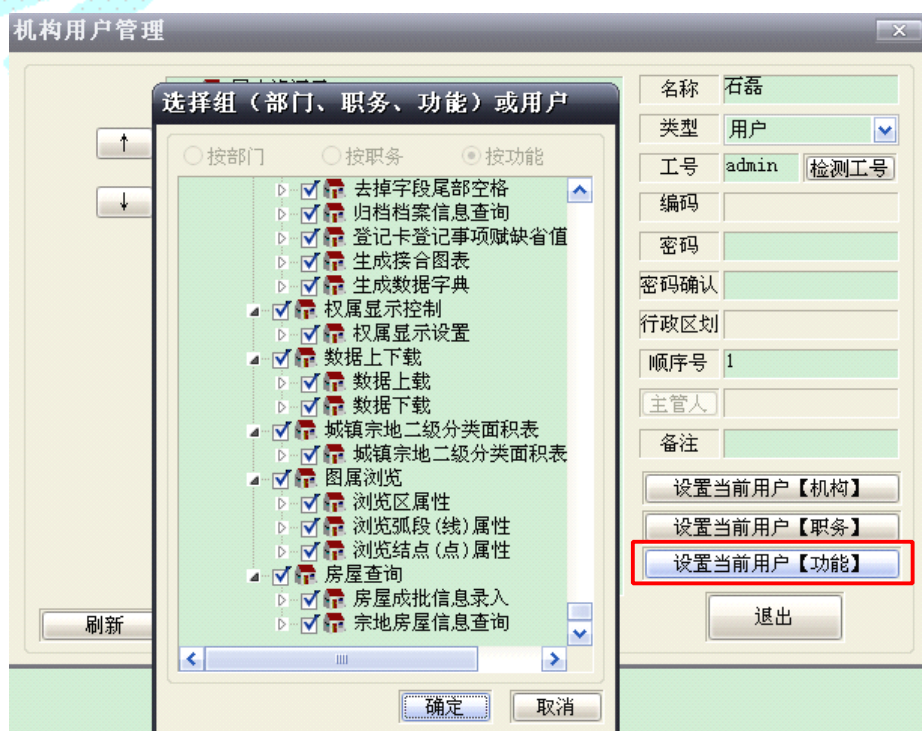 机构用户管理
选择组（部门、职务、功能）或用户
↑
↓
按部门 按职务 按功能
去掉字段尾部空格
归档档案信息查询
登记卡登记事项赋缺省值
生成接合图表
生成数据字典
权属显示控制
权属显示设置
数据上下载
数据上载
数据下载
城镇宗地二级分类面积表
城镇宗地二级分类面积表
图属浏览
浏览区属性
浏览弧段(线)属性
浏览结点(点)属性
房屋查询
房屋成批信息录入
宗地房屋信息查询
确定 取消
刷新
名称 石磊
类型 用户
工号 admin 检测工号
编码
密码
密码确认
行政区划
顺序号 1
主管人
备注
设置当前用户【机构】
设置当前用户【职务】
设置当前用户【功能】
退出